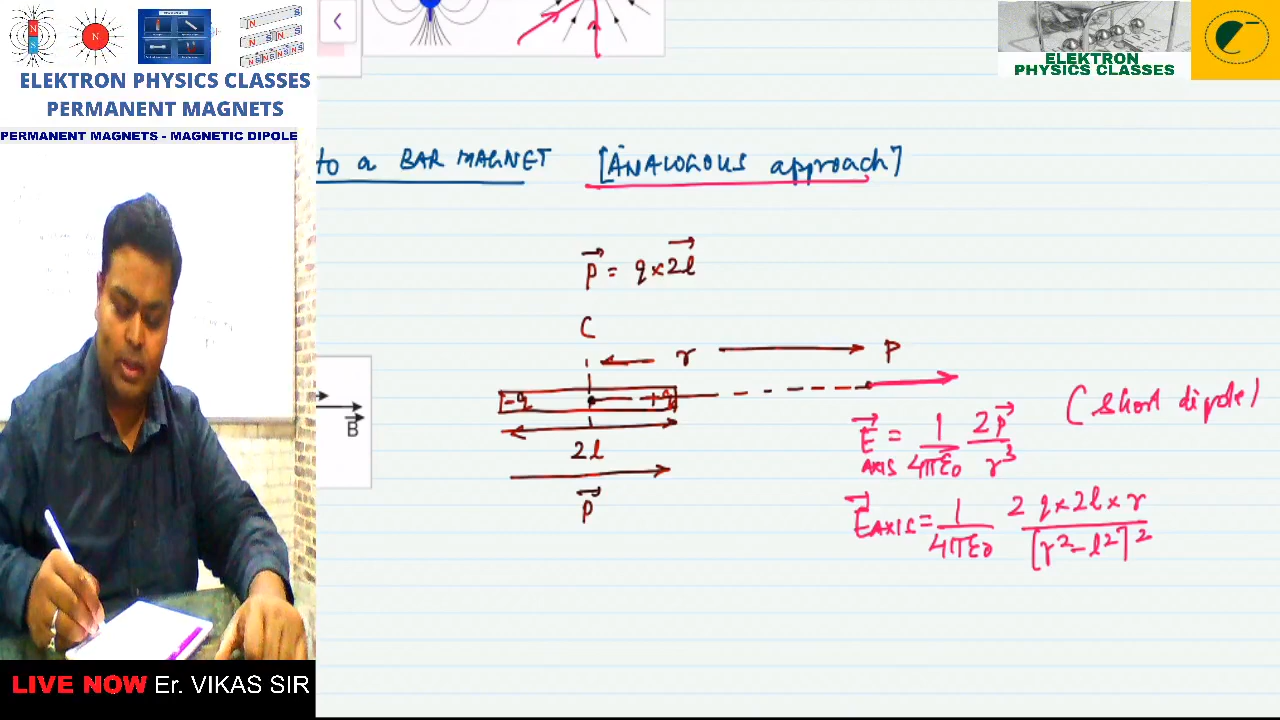 ELEKTRON PHYSICS CLASSES
PERMANENT MAGNETS
PERMANENT MAGNETS - MAGNETIC DIPOLE
ELEKTRON
PHYSICS CLASSES
N
S
N
to a BAR MAGNET [ANALOGOUS approach]
p⃗ = q×2l⃗
C
r
P
-q +q
2l
p⃗
B⃗
E⃗AXIS = 1/4πε0 2p⃗/r³ (short dipole)
E⃗AXIS = 1/4πε0 2q×2l×r/[r²-l²]²
LIVE NOW Er. VIKAS SIR